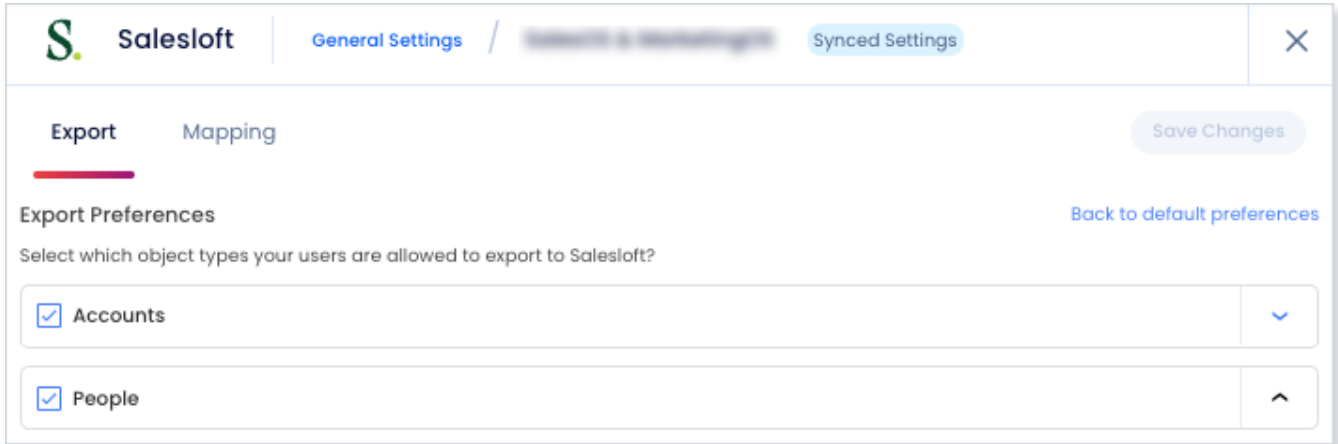 S. Salesloft General Settings / Synced Settings
Export Mapping Save Changes
Export Preferences Back to default preferences
Select which object types your users are allowed to export to Salesloft?
Accounts
People